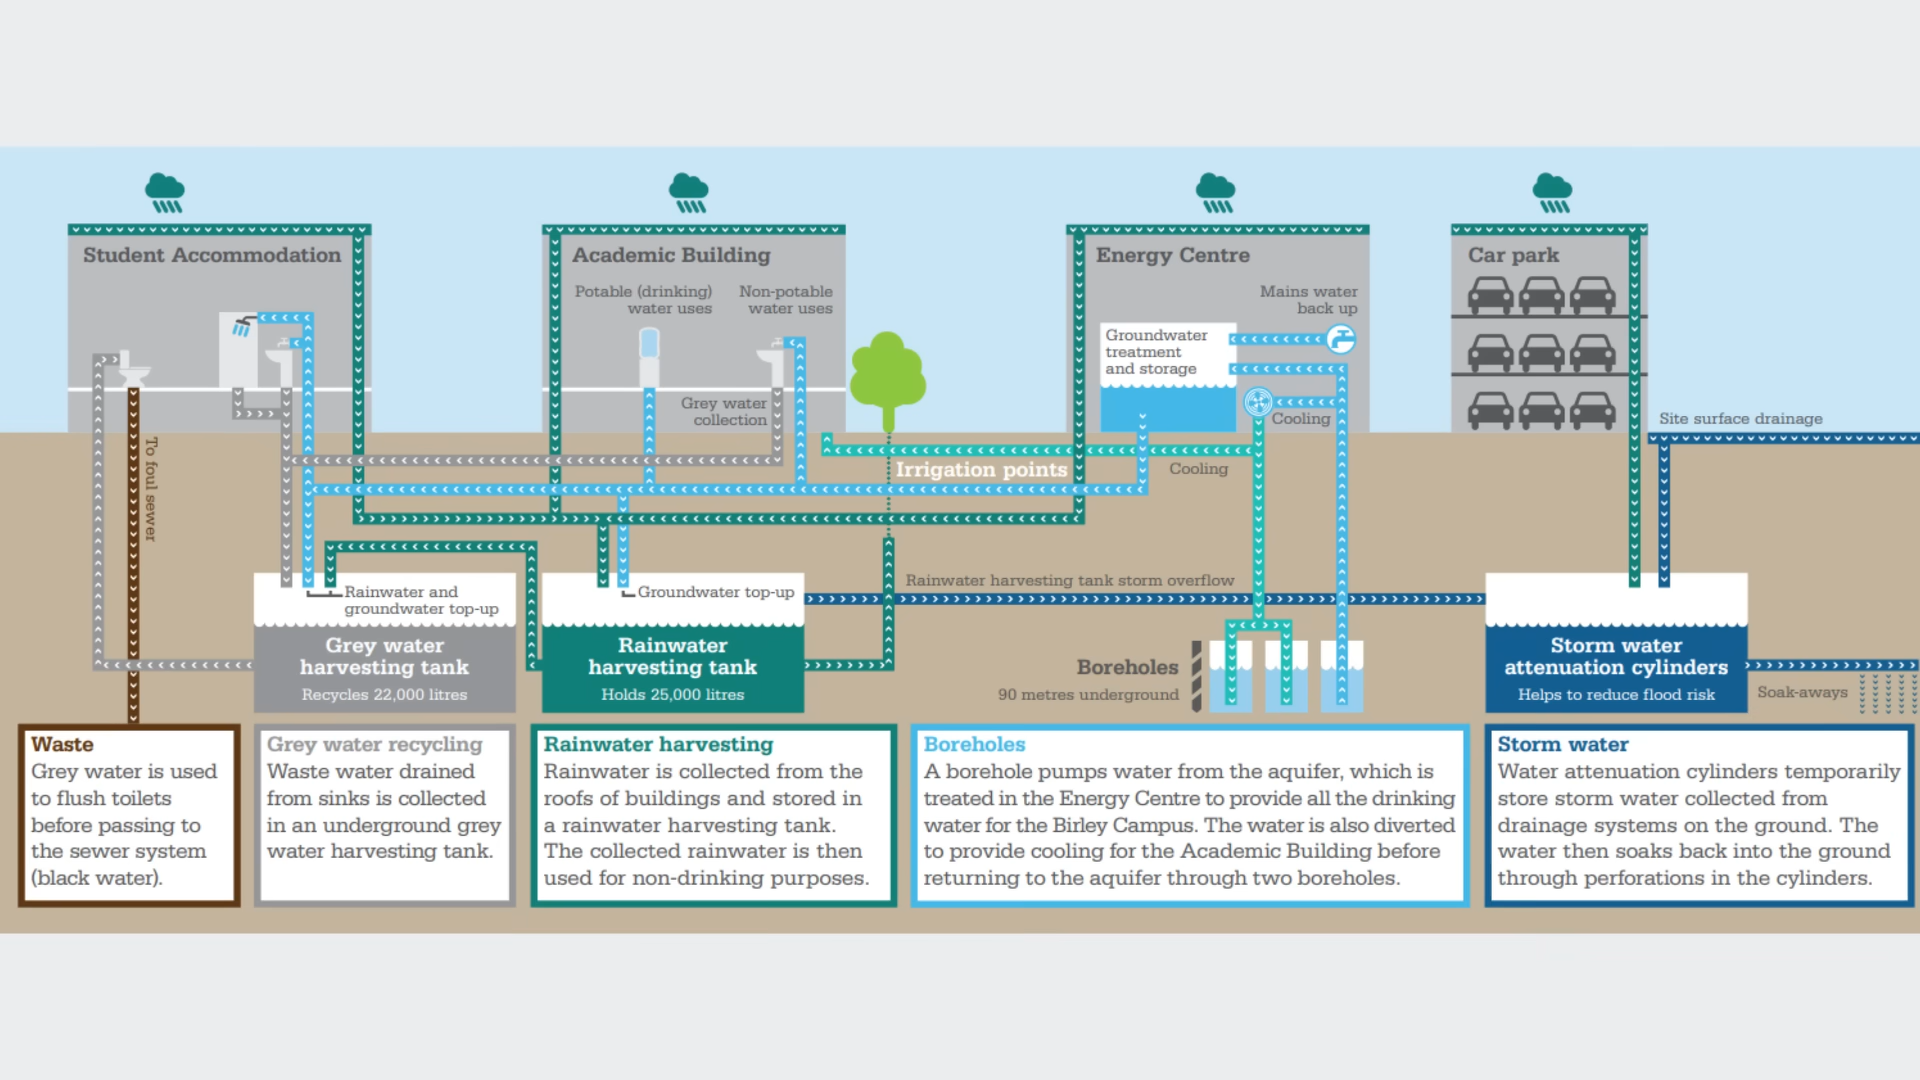 Student Accommodation
Academic Building
Energy Centre
Car park
Potable (drinking)
water uses
Non-potable
water uses
Mains water
back up
Groundwater
treatment
and storage
Grey water
collection
Cooling
Site surface drainage
To foul sewer
Irrigation points
Cooling
Rainwater harvesting tank storm overflow
Rainwater and
groundwater top-up
Groundwater top-up
Grey water
harvesting tank
Recycles 22,000 litres
Rainwater
harvesting tank
Holds 25,000 litres
Boreholes
90 metres underground
Storm water
attenuation cylinders
Helps to reduce flood risk
Soak-aways
Waste
Grey water is used
to flush toilets
before passing to
the sewer system
(black water).
Grey water recycling
Waste water drained
from sinks is collected
in an underground grey
water harvesting tank.
Rainwater harvesting
Rainwater is collected from the
roofs of buildings and stored in
a rainwater harvesting tank.
The collected rainwater is then
used for non-drinking purposes.
Boreholes
A borehole pumps water from the aquifer, which is
treated in the Energy Centre to provide all the drinking
water for the Birley Campus. The water is also diverted
to provide cooling for the Academic Building before
returning to the aquifer through two boreholes.
Storm water
Water attenuation cylinders temporarily
store storm water collected from
drainage systems on the ground. The
water then soaks back into the ground
through perforations in the cylinders.